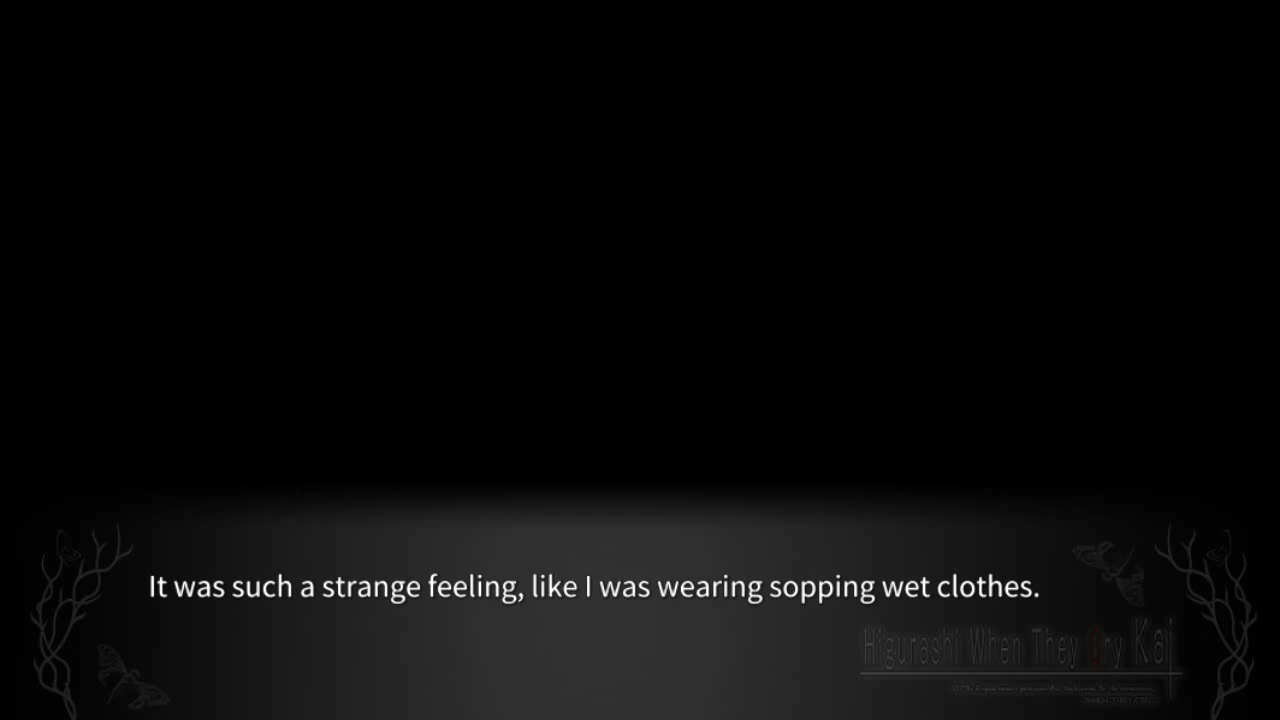 It was such a strange feeling, like I was wearing sopping wet clothes.
Higurashi When They Cry Kai